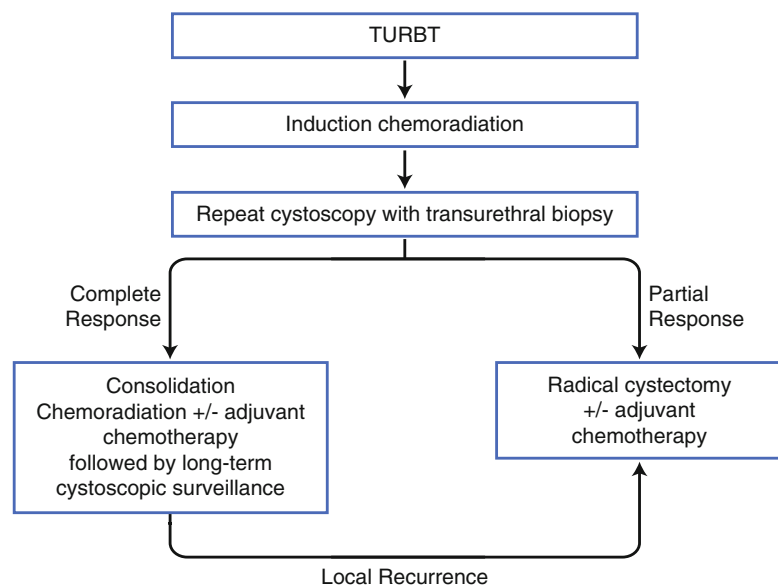 TURBT
Induction chemoradiation
Repeat cystoscopy with transurethral biopsy
Complete
Response
Partial
Response
Consolidation
Chemoradiation +/- adjuvant
chemotherapy
followed by long-term
cystoscopic surveillance
Radical cystectomy
+/- adjuvant
chemotherapy
Local Recurrence